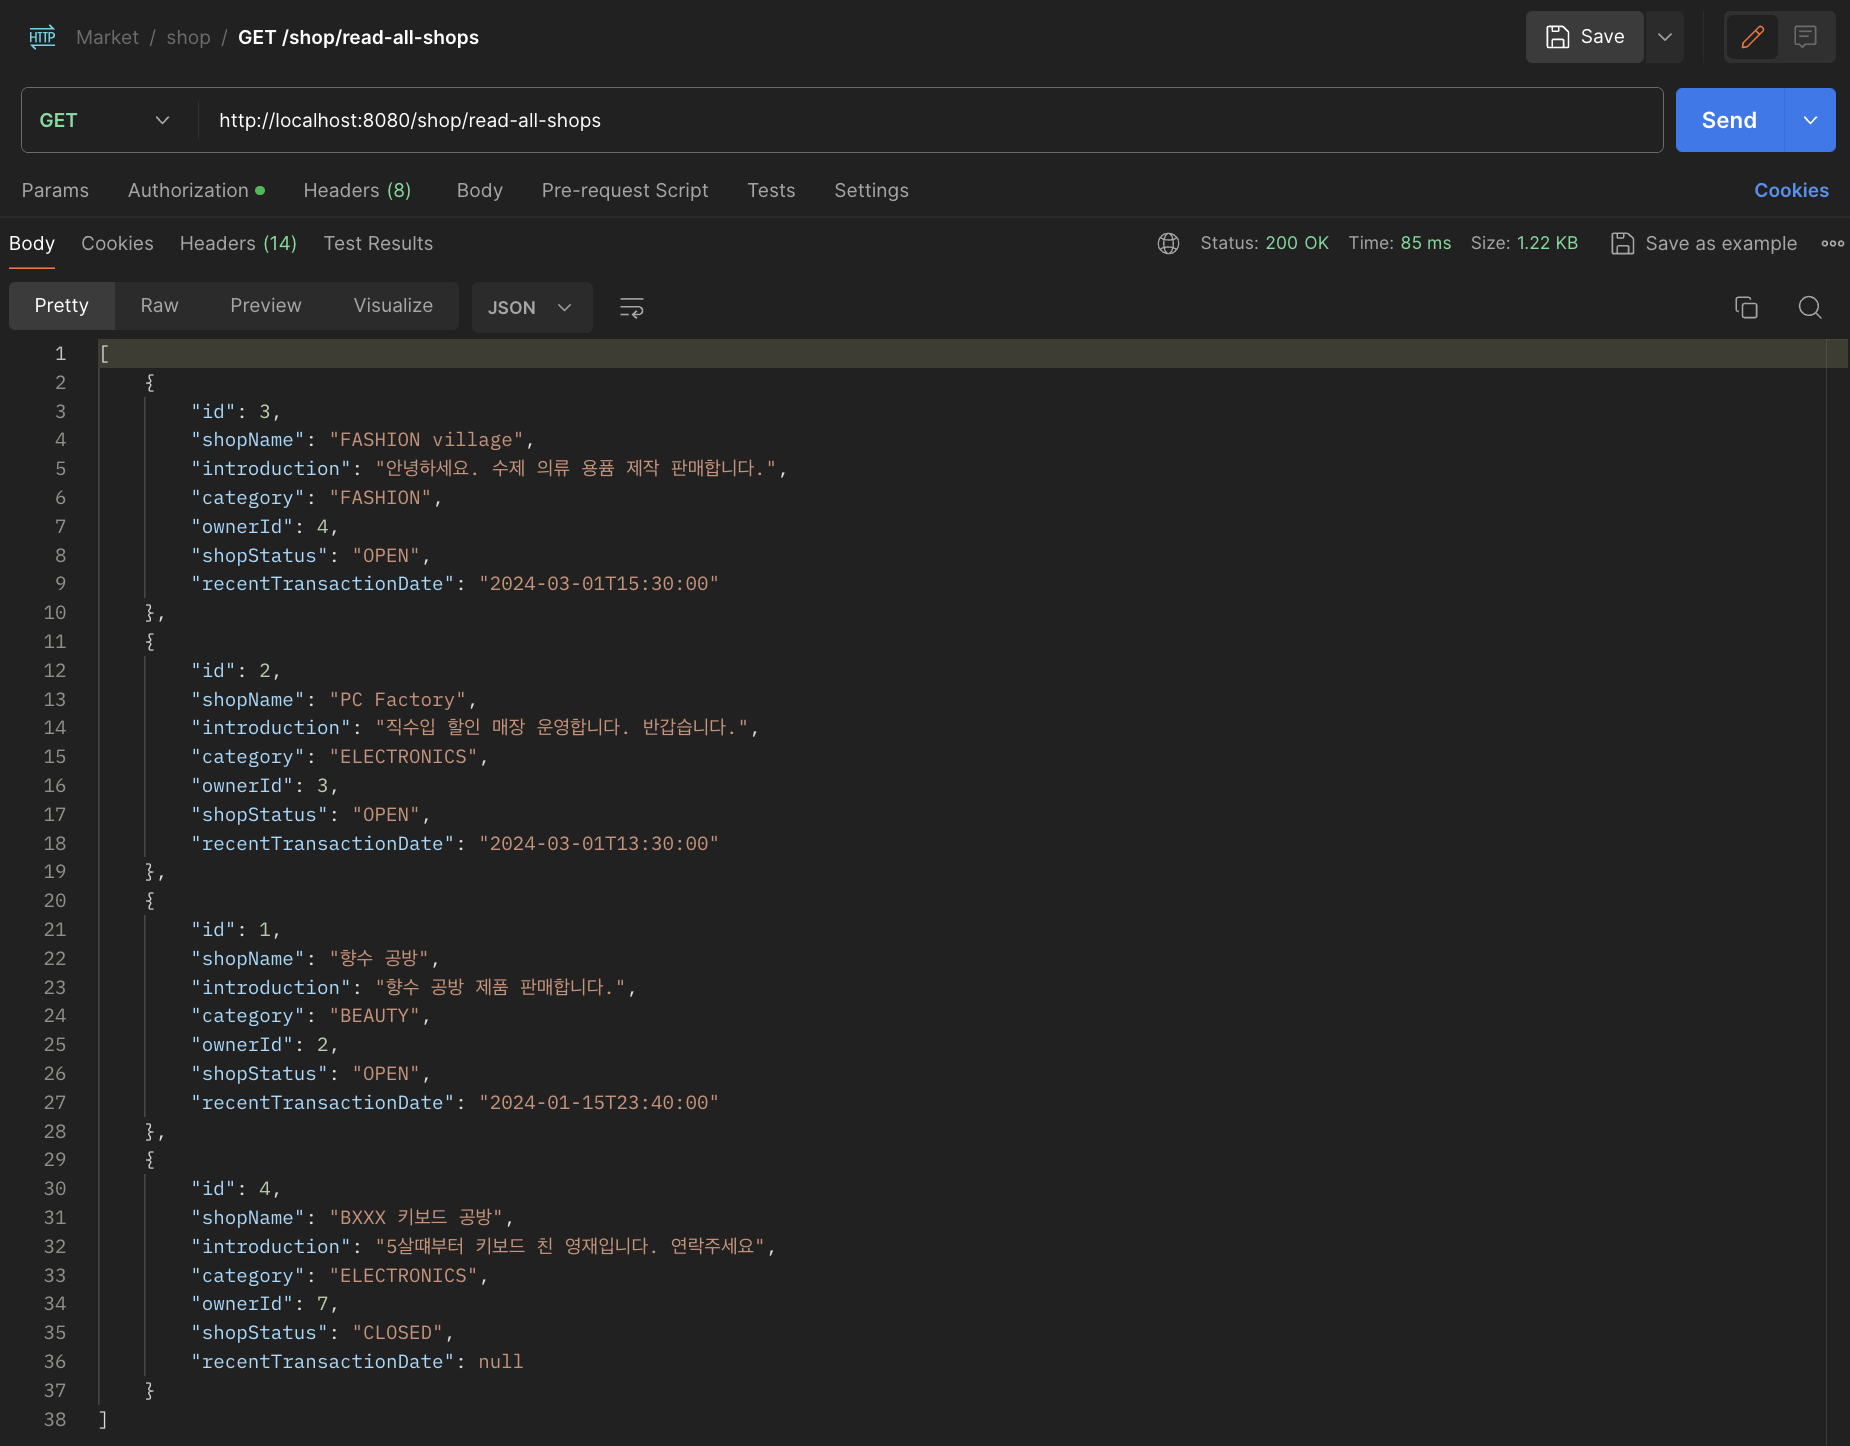 HTTP Market / shop / GET /shop/read-all-shops Save
GET http://localhost:8080/shop/read-all-shops Send
Params Authorization Headers (8) Body Pre-request Script Tests Settings Cookies
Body Cookies Headers (14) Test Results Status: 200 OK Time: 85 ms Size: 1.22 KB Save as example
Pretty Raw Preview Visualize JSON
1 [
2 {
3 "id": 3,
4 "shopName": "FASHION village",
5 "introduction": "안녕하세요. 수제 의류 용품 제작 판매합니다.",
6 "category": "FASHION",
7 "ownerId": 4,
8 "shopStatus": "OPEN",
9 "recentTransactionDate": "2024-03-01T15:30:00"
10 },
11 {
12 "id": 2,
13 "shopName": "PC Factory",
14 "introduction": "직수입 할인 매장 운영합니다. 반갑습니다.",
15 "category": "ELECTRONICS",
16 "ownerId": 3,
17 "shopStatus": "OPEN",
18 "recentTransactionDate": "2024-03-01T13:30:00"
19 },
20 {
21 "id": 1,
22 "shopName": "향수 공방",
23 "introduction": "향수 공방 제품 판매합니다.",
24 "category": "BEAUTY",
25 "ownerId": 2,
26 "shopStatus": "OPEN",
27 "recentTransactionDate": "2024-01-15T23:40:00"
28 },
29 {
30 "id": 4,
31 "shopName": "BXXX 키보드 공방",
32 "introduction": "5살떄부터 키보드 친 영재입니다. 연락주세요",
33 "category": "ELECTRONICS",
34 "ownerId": 7,
35 "shopStatus": "CLOSED",
36 "recentTransactionDate": null
37 }
38 ]